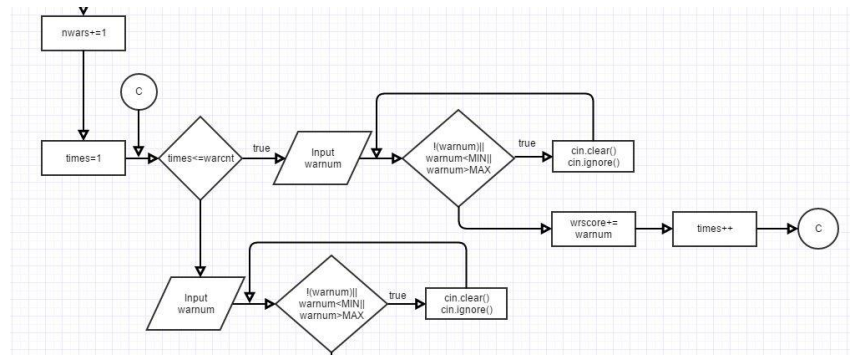 nwars+=1
C
times=1
times<=warcnt
true
Input
warnum
!(warnum)||
warnum<MIN||
warnum>MAX
true
cin.clear()
cin.ignore()
wrscore+=
warnum
times++
C
Input
warnum
!(warnum)||
warnum<MIN||
warnum>MAX
true
cin.clear()
cin.ignore()